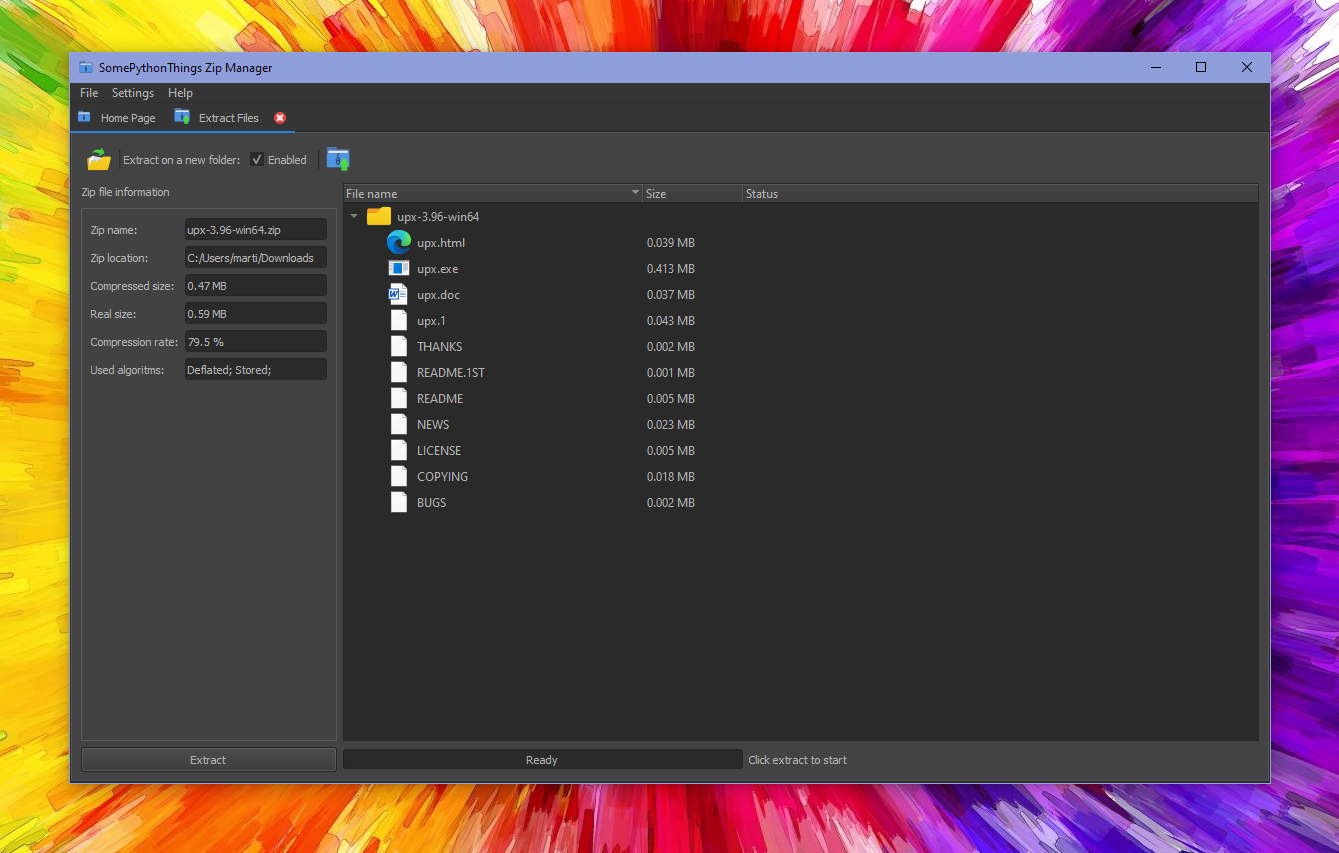 SomePythonThings Zip Manager
File Settings Help
Home Page Extract Files
Extract on a new folder: Enabled
Zip file information
Zip name: upx-3.96-win64.zip
Zip location: C:/Users/marti/Downloads
Compressed size: 0.47 MB
Real size: 0.59 MB
Compression rate: 79.5 %
Used algoritms: Deflated; Stored;
File name Size Status
upx-3.96-win64
upx.html 0.039 MB
upx.exe 0.413 MB
upx.doc 0.037 MB
upx.1 0.043 MB
THANKS 0.002 MB
README.1ST 0.001 MB
README 0.005 MB
NEWS 0.023 MB
LICENSE 0.005 MB
COPYING 0.018 MB
BUGS 0.002 MB
Extract Ready Click extract to start